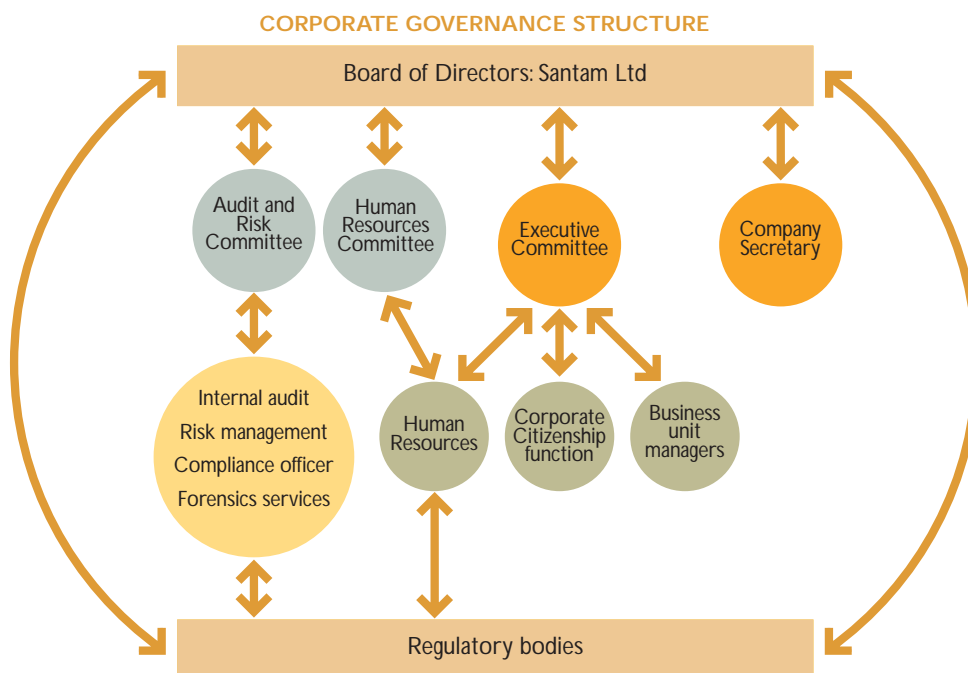 CORPORATE GOVERNANCE STRUCTURE
Board of Directors: Santam Ltd
Audit and
Risk
Committee
Human
Resources
Committee
Executive
Committee
Company
Secretary
Internal audit
Risk management
Compliance officer
Forensics services
Human
Resources
Corporate
Citizenship
function
Business
unit
managers
Regulatory bodies